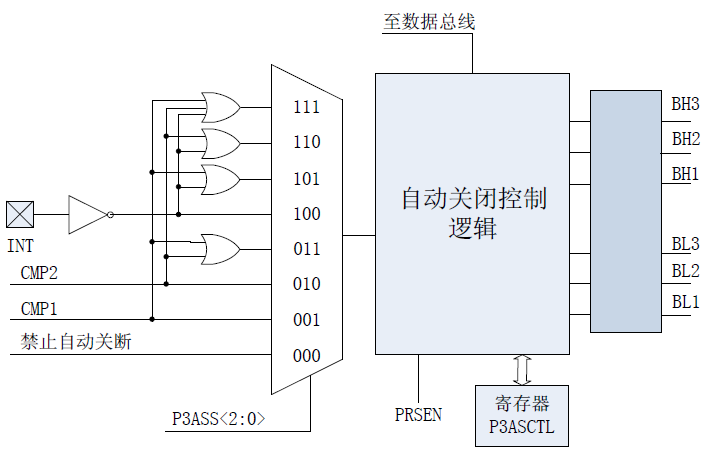 至数据总线
111
110
101
100
011
010
001
000
INT
CMP2
CMP1
禁止自动关断
P3ASS<2:0>
自动关闭控制
逻辑
PRSEN
寄存器
P3ASCTL
BH3
BH2
BH1
BL3
BL2
BL1